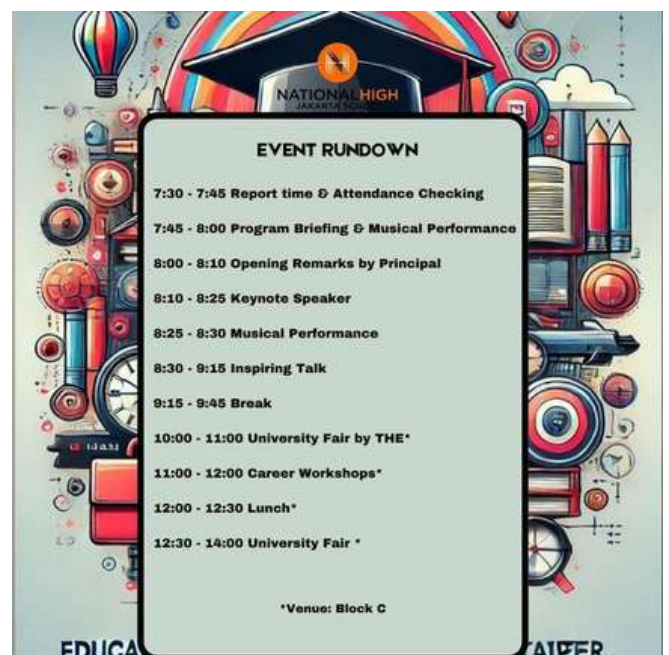 NATIONALHIGH
JAKARTA SCHOOL
EVENT RUNDOWN
7:30 - 7:45 Report time & Attendance Checking
7:45 - 8:00 Program Briefing & Musical Performance
8:00 - 8:10 Opening Remarks by Principal
8:10 - 8:25 Keynote Speaker
8:25 - 8:30 Musical Performance
8:30 - 9:15 Inspiring Talk
9:15 - 9:45 Break
10:00 - 11:00 University Fair by THE*
11:00 - 12:00 Career Workshops*
12:00 - 12:30 Lunch*
12:30 - 14:00 University Fair *
*Venue: Block C